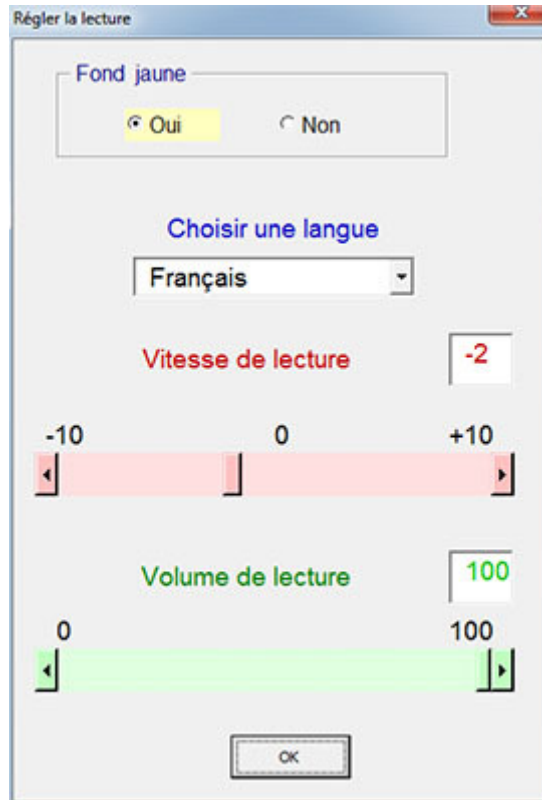 Régler la lecture
Fond jaune
Oui Non
Choisir une langue
Français
Vitesse de lecture -2
-10 0 +10
Volume de lecture 100
0 100
OK